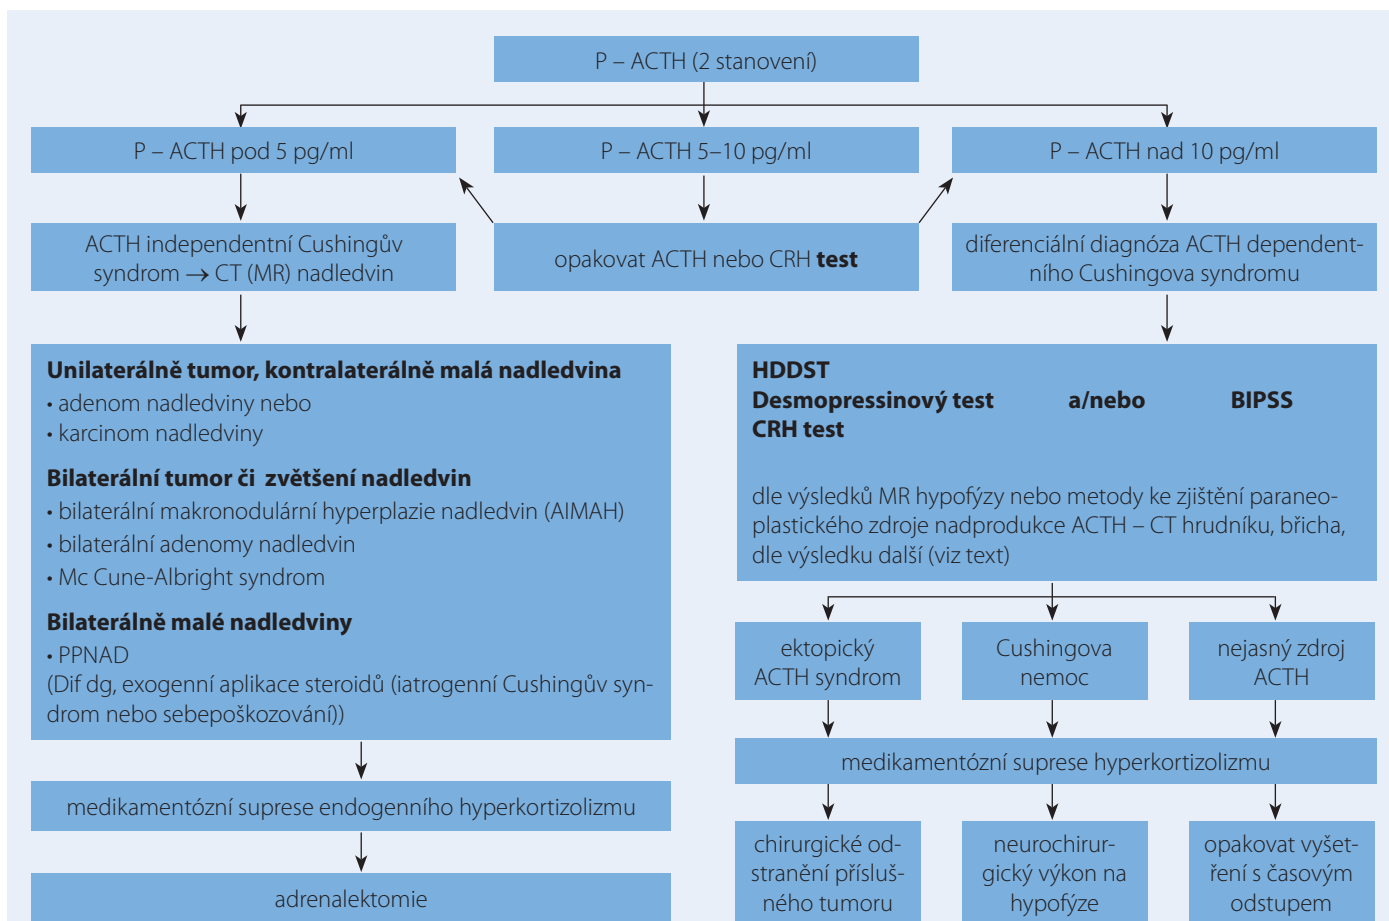 P – ACTH (2 stanovení)
P – ACTH pod 5 pg/ml
P – ACTH 5–10 pg/ml
P – ACTH nad 10 pg/ml
ACTH independentní Cushingův
syndrom → CT (MR) nadledvin
opakovat ACTH nebo CRH test
diferenciální diagnóza ACTH dependent-
ního Cushingova syndromu
Unilaterálně tumor, kontralaterálně malá nadledvina
• adenom nadledviny nebo
• karcinom nadledviny
Bilaterální tumor či zvětšení nadledvin
• bilaterální makronodulární hyperplazie nadledvin (AIMAH)
• bilaterální adenomy nadledvin
• Mc Cune-Albright syndrom
Bilaterálně malé nadledviny
• PPNAD
(Dif dg, exogenní aplikace steroidů (iatrogenní Cushingův syn-
drom nebo sebepoškozování))
medikamentózní suprese endogenního hyperkortizolizmu
adrenalektomie
HDDST
Desmopressinový test a/nebo BIPSS
CRH test
dle výsledků MR hypofýzy nebo metody ke zjištění paraneo-
plastického zdroje nadprodukce ACTH – CT hrudníku, břicha,
dle výsledku další (viz text)
ektopický
ACTH syndrom
Cushingova
nemoc
nejasný zdroj
ACTH
medikamentózní suprese hyperkortizolizmu
chirurgické od-
stranění přísluš-
ného tumoru
neurochirur-
gický výkon na
hypofýze
opakovat vyšet-
ření s časovým
odstupem